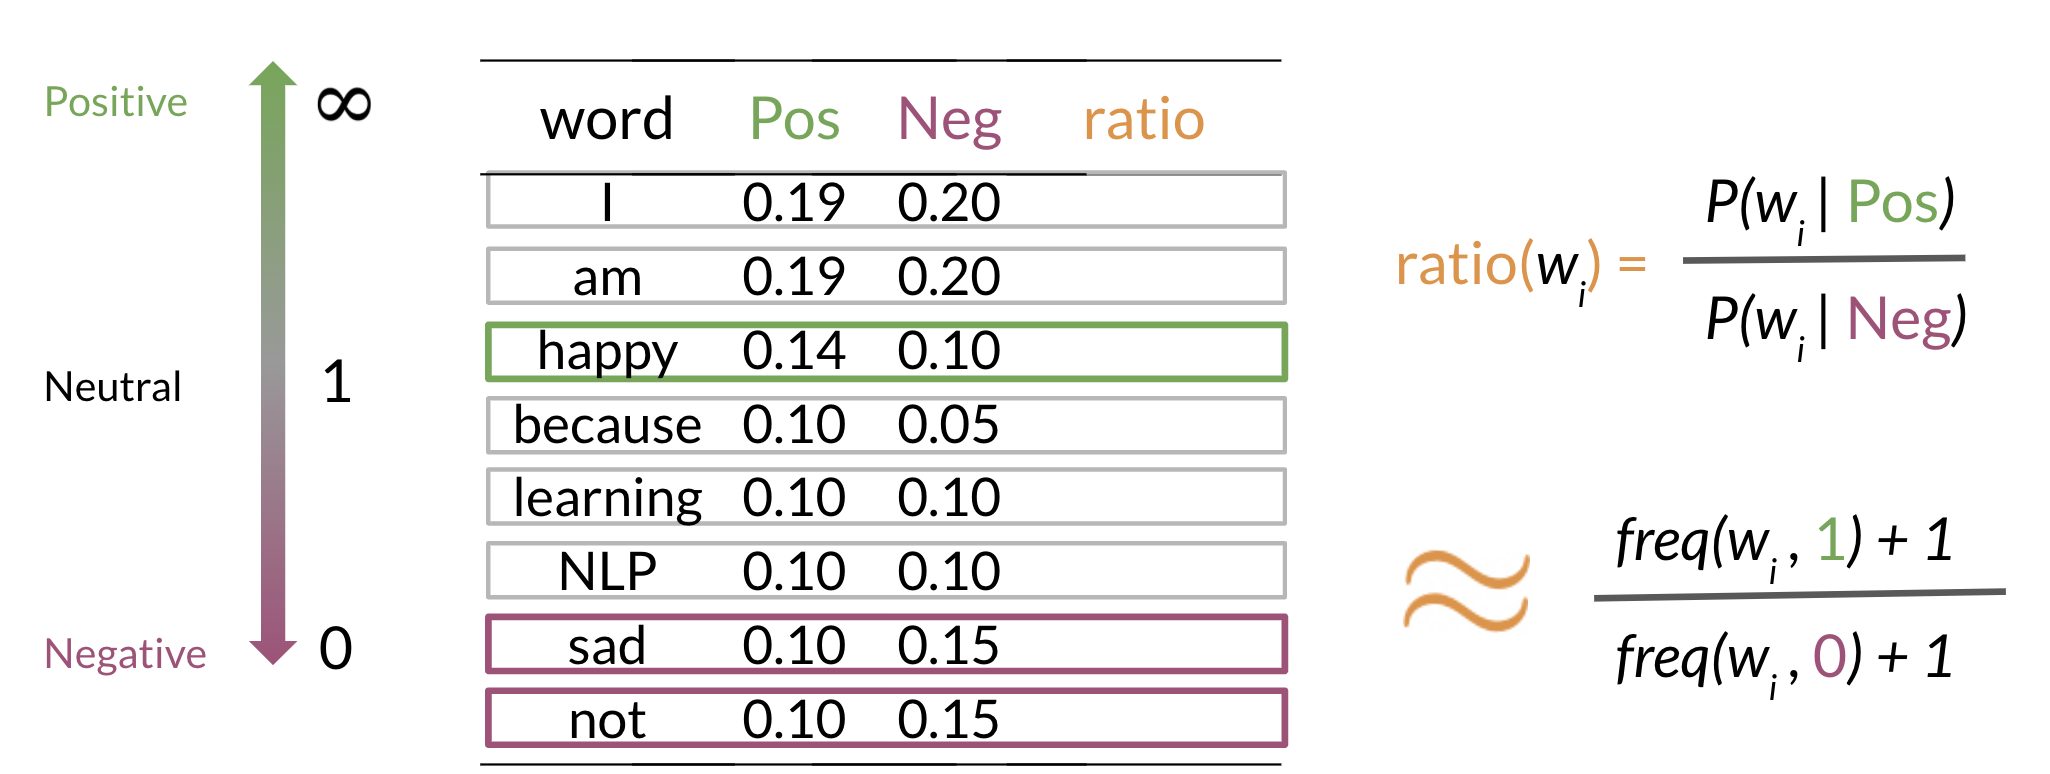 Positive
∞
Neutral
1
Negative
0
word Pos Neg ratio
I 0.19 0.20
am 0.19 0.20
happy 0.14 0.10
because 0.10 0.05
learning 0.10 0.10
NLP 0.10 0.10
sad 0.10 0.15
not 0.10 0.15
ratio(wᵢ) =
P(wᵢ | Pos)
P(wᵢ | Neg)
≈
freq(wᵢ , 1) + 1
freq(wᵢ , 0) + 1